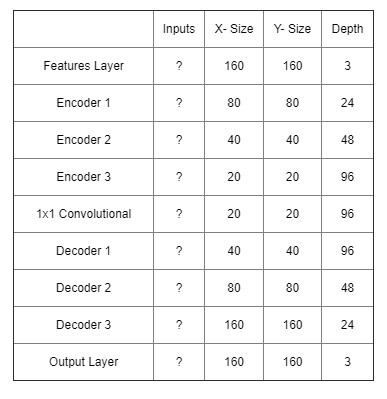 Inputs X- Size Y- Size Depth
Features Layer ? 160 160 3
Encoder 1 ? 80 80 24
Encoder 2 ? 40 40 48
Encoder 3 ? 20 20 96
1x1 Convolutional ? 20 20 96
Decoder 1 ? 40 40 96
Decoder 2 ? 80 80 48
Decoder 3 ? 160 160 24
Output Layer ? 160 160 3